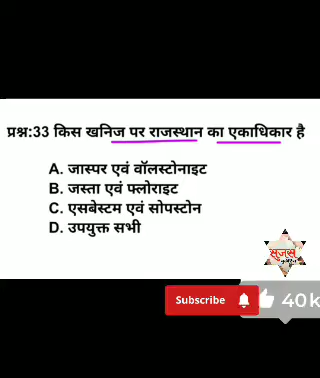 प्रश्न:33 किस खनिज पर राजस्थान का एकाधिकार है
A. जास्पर एवं वॉलस्टोनाइट
B. जस्ता एवं फ्लोराइट
C. एसबेस्टम एवं सोपस्टोन
D. उपयुक्त सभी
सुजस
Subscribe
40k